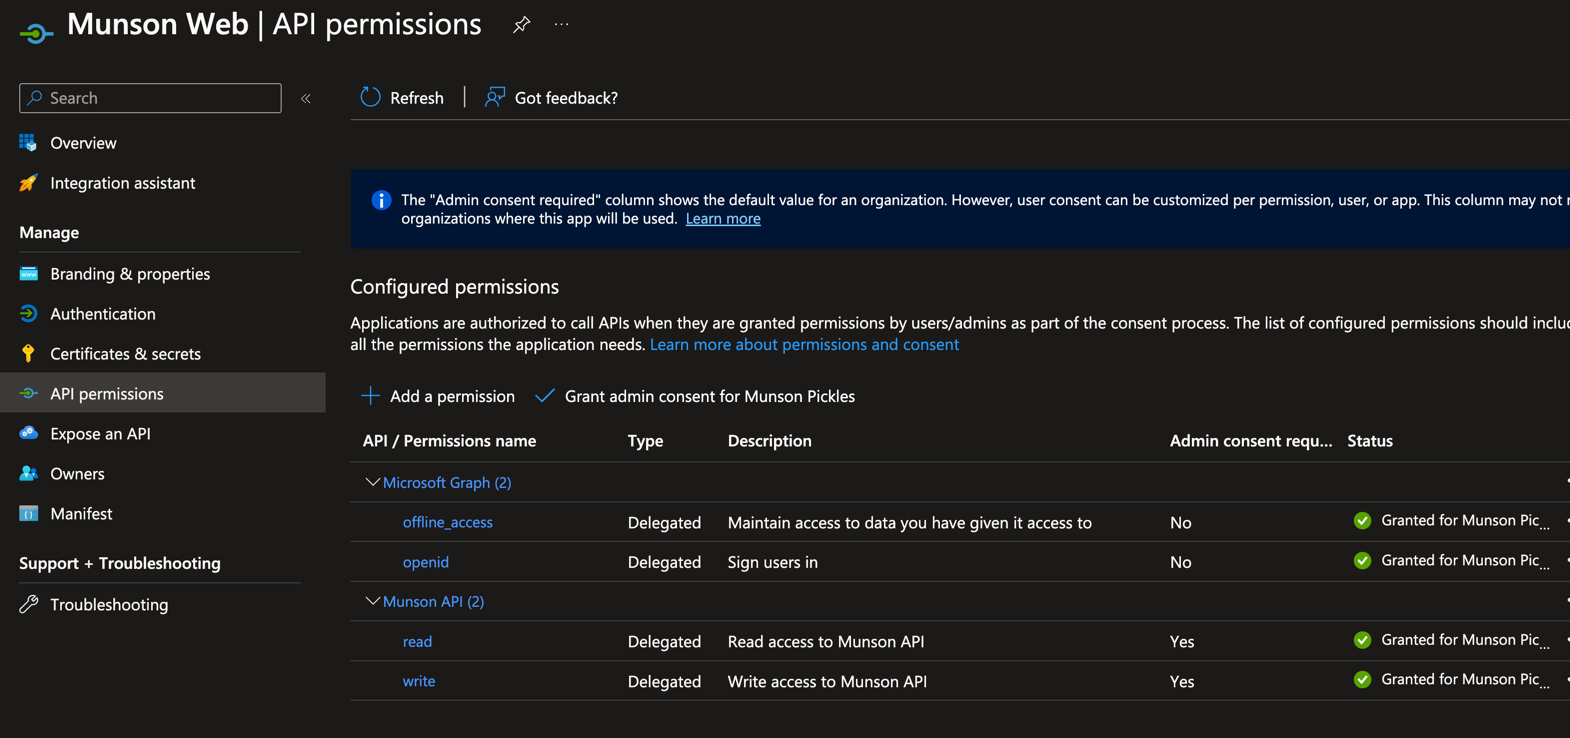 Munson Web | API permissions
Search
Refresh
Got feedback?
Overview
Integration assistant
Manage
Branding & properties
Authentication
Certificates & secrets
API permissions
Expose an API
Owners
Manifest
Support + Troubleshooting
Troubleshooting
The "Admin consent required" column shows the default value for an organization. However, user consent can be customized per permission, user, or app. This column may not
organizations where this app will be used. Learn more
Configured permissions
Applications are authorized to call APIs when they are granted permissions by users/admins as part of the consent process. The list of configured permissions should inclu
all the permissions the application needs. Learn more about permissions and consent
Add a permission
Grant admin consent for Munson Pickles
API / Permissions name Type Description Admin consent requ... Status
Microsoft Graph (2)
offline_access Delegated Maintain access to data you have given it access to No Granted for Munson Pic...
openid Delegated Sign users in No Granted for Munson Pic...
Munson API (2)
read Delegated Read access to Munson API Yes Granted for Munson Pic...
write Delegated Write access to Munson API Yes Granted for Munson Pic...